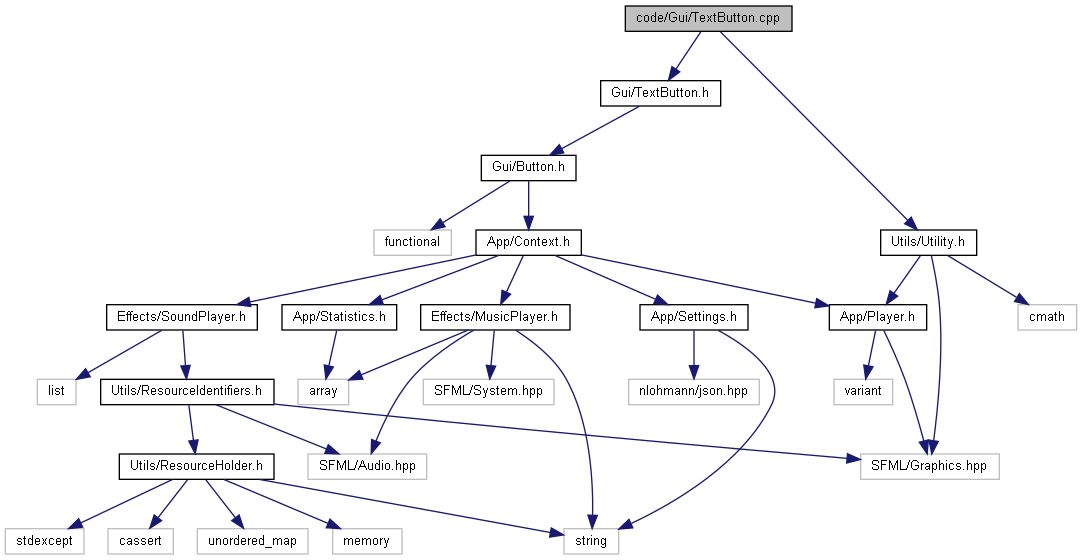 code/Gui/TextButton.cpp
Gui/TextButton.h
Gui/Button.h
functional
App/Context.h
Utils/Utility.h
Effects/SoundPlayer.h
App/Statistics.h
Effects/MusicPlayer.h
App/Settings.h
App/Player.h
cmath
list
Utils/ResourceIdentifiers.h
array
SFML/System.hpp
nlohmann/json.hpp
variant
Utils/ResourceHolder.h
SFML/Audio.hpp
SFML/Graphics.hpp
stdexcept
cassert
unordered_map
memory
string